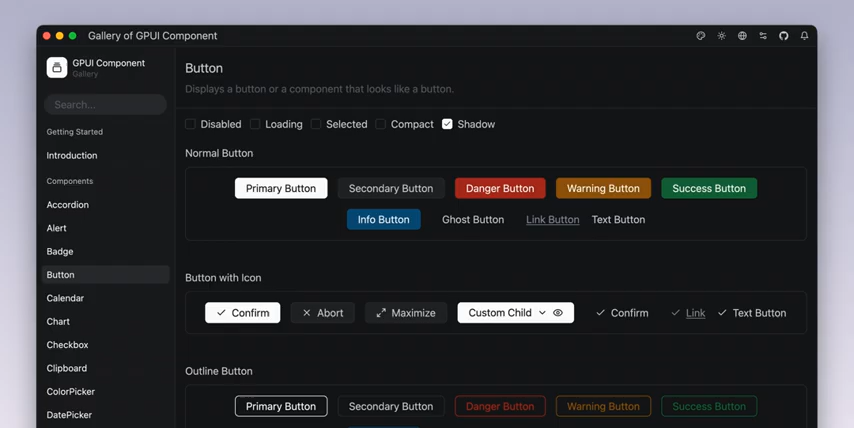 Gallery of GPUI Component
GPUI Component
Gallery
Search...
Getting Started
Introduction
Components
Accordion
Alert
Badge
Button
Calendar
Chart
Checkbox
Clipboard
ColorPicker
DatePicker
Button
Displays a button or a component that looks like a button.
Disabled Loading Selected Compact Shadow
Normal Button
Primary Button Secondary Button Danger Button Warning Button Success Button
Info Button Ghost Button Link Button Text Button
Button with Icon
Confirm Abort Maximize Custom Child Confirm Link Text Button
Outline Button
Primary Button Secondary Button Danger Button Warning Button Success Button